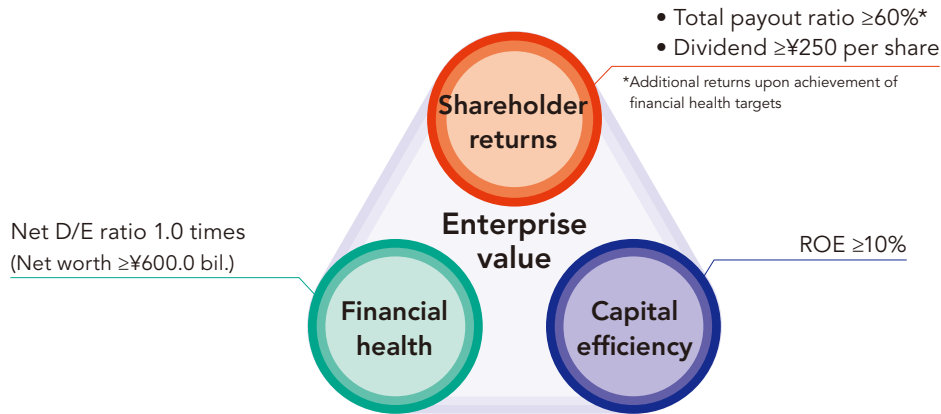 • Total payout ratio ≥60%*
• Dividend ≥¥250 per share
*Additional returns upon achievement of
financial health targets
Shareholder
returns
Enterprise
value
Net D/E ratio 1.0 times
(Net worth ≥¥600.0 bil.)
ROE ≥10%
Financial
health
Capital
efficiency